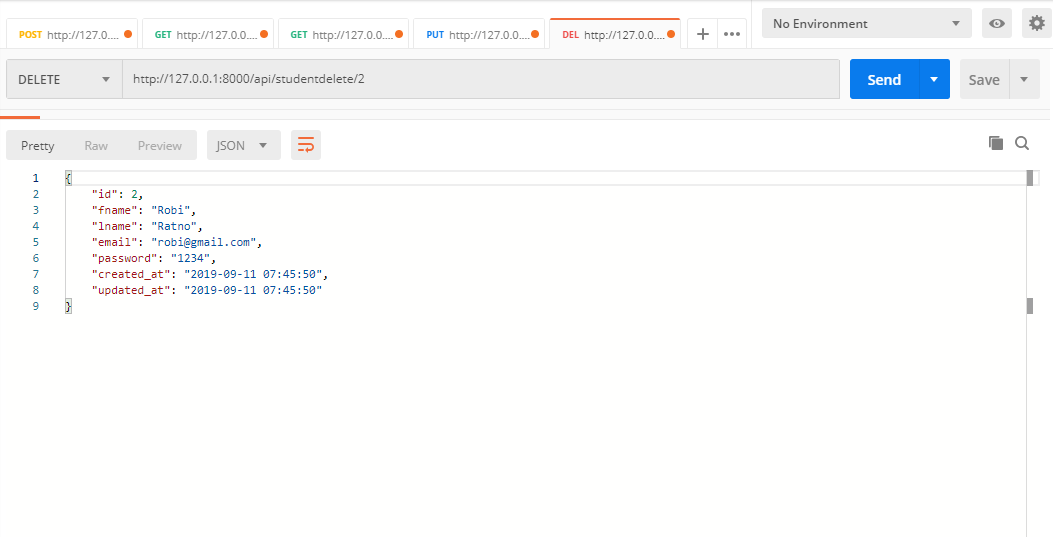 POST http://127.0.... GET http://127.0.0.... GET http://127.0.0.... PUT http://127.0.0.... DEL http://127.0.0.... + ••• No Environment
DELETE http://127.0.0.1:8000/api/studentdelete/2 Send Save
Pretty Raw Preview JSON
1 {
2 "id": 2,
3 "fname": "Robi",
4 "lname": "Ratno",
5 "email": "robi@gmail.com",
6 "password": "1234",
7 "created_at": "2019-09-11 07:45:50",
8 "updated_at": "2019-09-11 07:45:50"
9 }